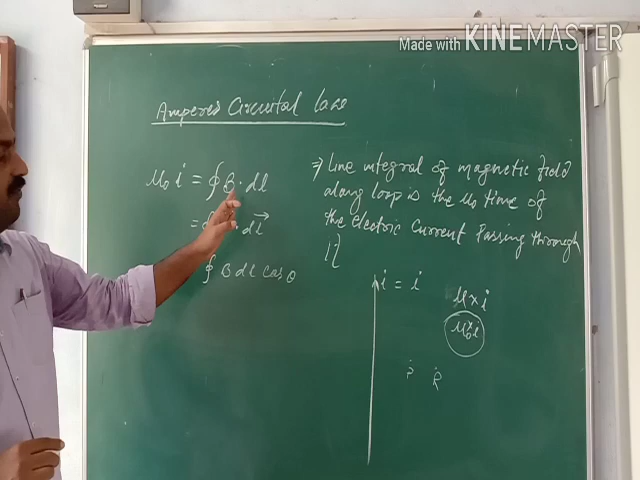 Made with KINEMASTER
Ampere's Circuital law
μ₀ i = ∮ B · dl
= dl⃗
∮ B dl cos θ
⇒ Line integral of magnetic field
along loop is the μ₀ time of
the electric current Passing through
it
i = i
μ × i
μ₀ × i
P R